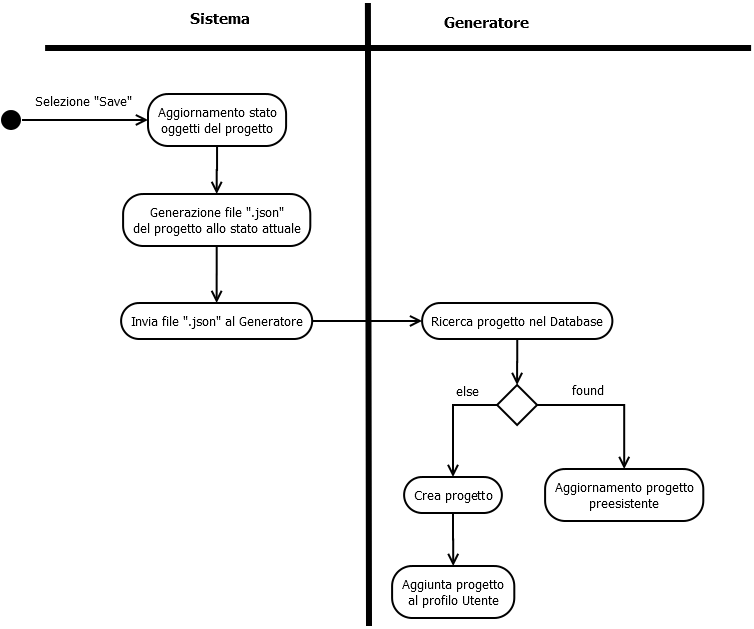 Sistema
Generatore
Selezione "Save"
Aggiornamento stato
oggetti del progetto
Generazione file ".json"
del progetto allo stato attuale
Invia file ".json" al Generatore
Ricerca progetto nel Database
else
found
Crea progetto
Aggiornamento progetto
preesistente
Aggiunta progetto
al profilo Utente